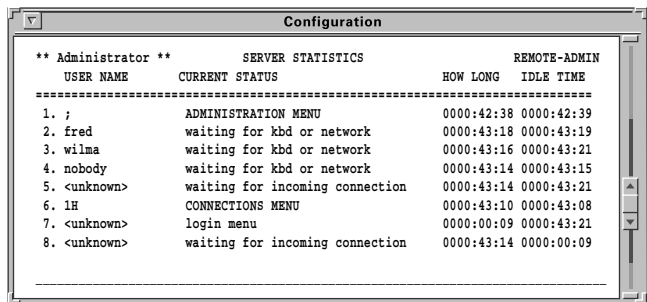 Configuration
** Administrator ** SERVER STATISTICS REMOTE-ADMIN
USER NAME CURRENT STATUS HOW LONG IDLE TIME
==============================================================================
1. ; ADMINISTRATION MENU 0000:42:38 0000:42:39
2. fred waiting for kbd or network 0000:43:18 0000:43:19
3. wilma waiting for kbd or network 0000:43:16 0000:43:21
4. nobody waiting for kbd or network 0000:43:14 0000:43:15
5. <unknown> waiting for incoming connection 0000:43:14 0000:43:21
6. 1H CONNECTIONS MENU 0000:43:10 0000:43:08
7. <unknown> login menu 0000:00:09 0000:43:21
8. <unknown> waiting for incoming connection 0000:43:14 0000:00:09